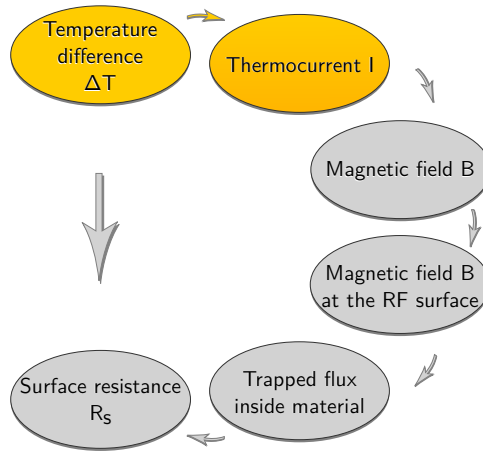 Temperature
difference
ΔT
Thermocurrent I
Magnetic field B
Magnetic field B
at the RF surface
Trapped flux
inside material
Surface resistance
Rs